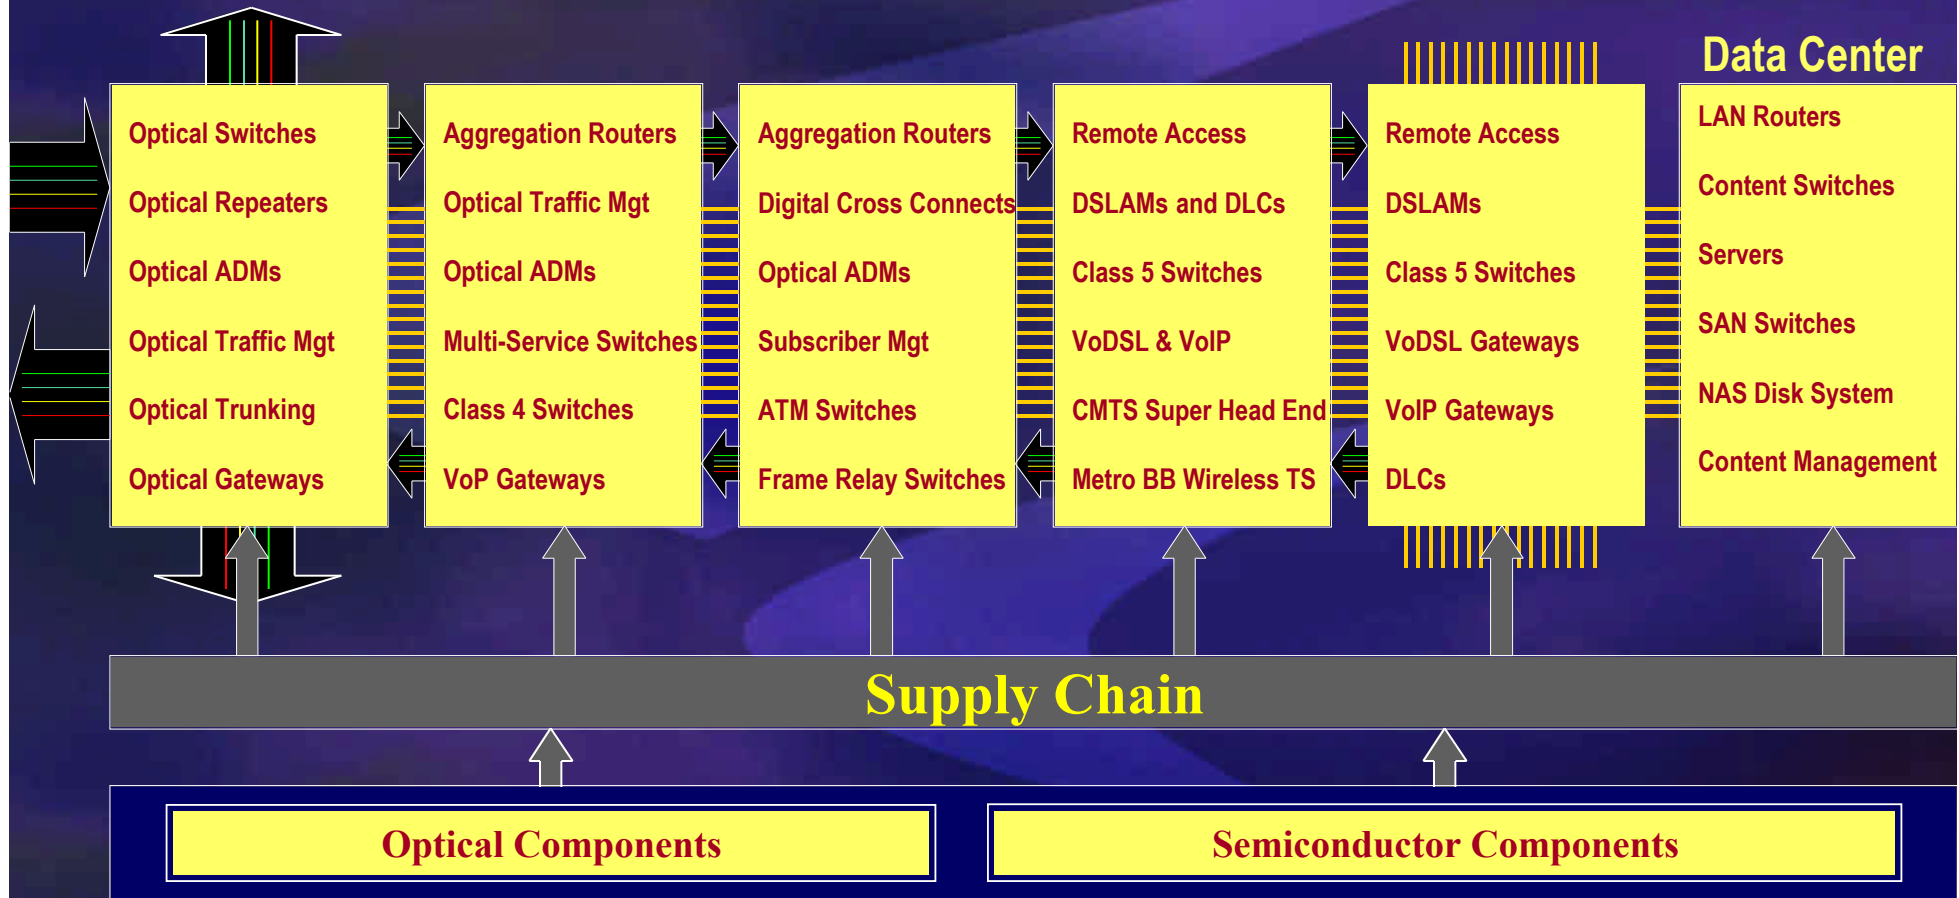 Data Center
Optical Switches
Optical Repeaters
Optical ADMs
Optical Traffic Mgt
Optical Trunking
Optical Gateways
Aggregation Routers
Optical Traffic Mgt
Optical ADMs
Multi-Service Switches
Class 4 Switches
VoP Gateways
Aggregation Routers
Digital Cross Connects
Optical ADMs
Subscriber Mgt
ATM Switches
Frame Relay Switches
Remote Access
DSLAMs and DLCs
Class 5 Switches
VoDSL & VoIP
CMTS Super Head End
Metro BB Wireless TS
Remote Access
DSLAMs
Class 5 Switches
VoDSL Gateways
VoIP Gateways
DLCs
LAN Routers
Content Switches
Servers
SAN Switches
NAS Disk System
Content Management
Supply Chain
Optical Components
Semiconductor Components